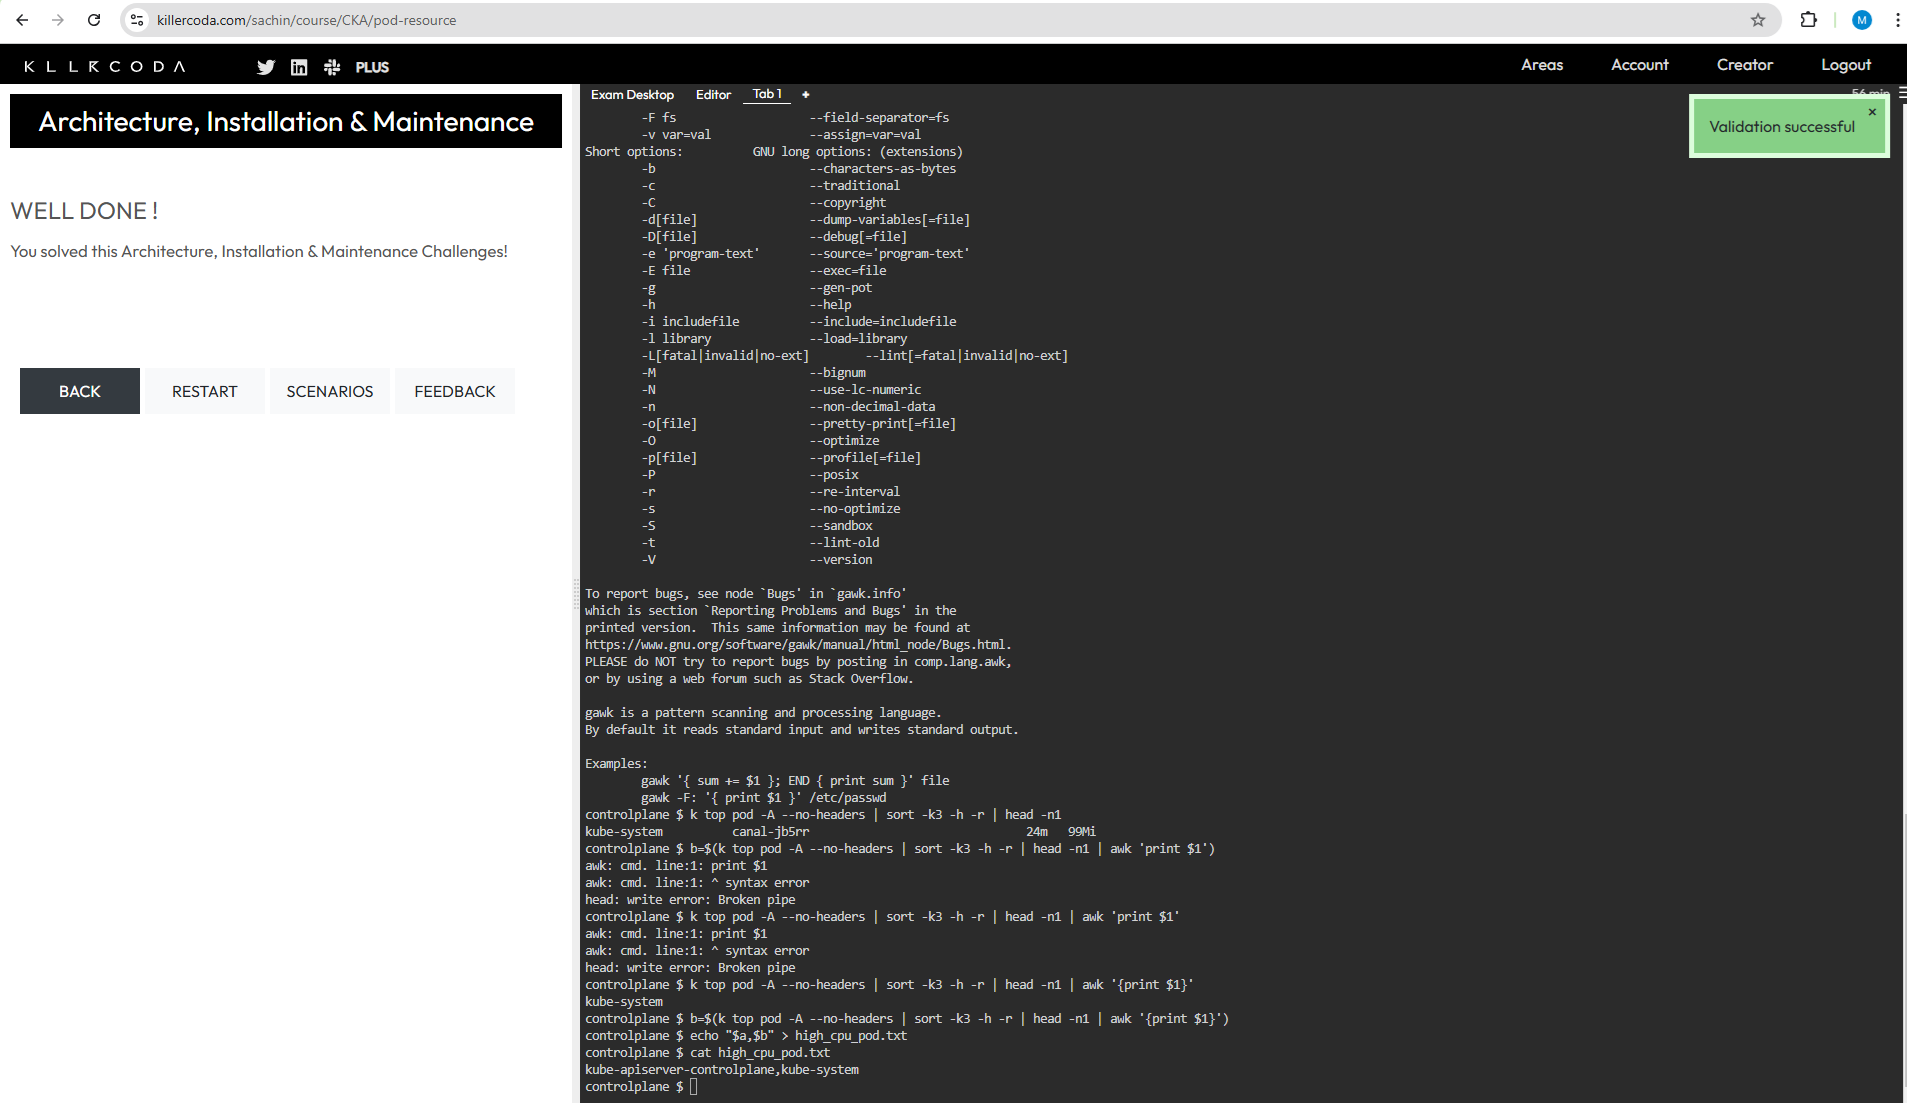 killercoda.com/sachin/course/CKA/pod-resource
M
KLLRCODA
PLUS
Areas
Account
Creator
Logout
Architecture, Installation & Maintenance
WELL DONE !
You solved this Architecture, Installation & Maintenance Challenges!
BACK
RESTART
SCENARIOS
FEEDBACK
Exam Desktop
Editor
Tab 1
+
56 min
Validation successful
×
-F fs --field-separator=fs
-v var=val --assign=var=val
Short options: GNU long options: (extensions)
-b --characters-as-bytes
-c --traditional
-C --copyright
-d[file] --dump-variables[=file]
-D[file] --debug[=file]
-e 'program-text' --source='program-text'
-E file --exec=file
-g --gen-pot
-h --help
-i includefile --include=includefile
-l library --load=library
-L[fatal|invalid|no-ext] --lint[=fatal|invalid|no-ext]
-M --bignum
-N --use-lc-numeric
-n --non-decimal-data
-o[file] --pretty-print[=file]
-O --optimize
-p[file] --profile[=file]
-P --posix
-r --re-interval
-s --no-optimize
-S --sandbox
-t --lint-old
-V --version
To report bugs, see node `Bugs' in `gawk.info'
which is section `Reporting Problems and Bugs' in the
printed version.  This same information may be found at
https://www.gnu.org/software/gawk/manual/html_node/Bugs.html.
PLEASE do NOT try to report bugs by posting in comp.lang.awk,
or by using a web forum such as Stack Overflow.
gawk is a pattern scanning and processing language.
By default it reads standard input and writes standard output.
Examples:
gawk '{ sum += $1 }; END { print sum }' file
gawk -F: '{ print $1 }' /etc/passwd
controlplane $ k top pod -A --no-headers | sort -k3 -h -r | head -n1
kube-system canal-jb5rr 24m 99Mi
controlplane $ b=$(k top pod -A --no-headers | sort -k3 -h -r | head -n1 | awk 'print $1')
awk: cmd. line:1: print $1
awk: cmd. line:1: ^ syntax error
head: write error: Broken pipe
controlplane $ k top pod -A --no-headers | sort -k3 -h -r | head -n1 | awk 'print $1'
awk: cmd. line:1: print $1
awk: cmd. line:1: ^ syntax error
head: write error: Broken pipe
controlplane $ k top pod -A --no-headers | sort -k3 -h -r | head -n1 | awk '{print $1}'
kube-system
controlplane $ b=$(k top pod -A --no-headers | sort -k3 -h -r | head -n1 | awk '{print $1}')
controlplane $ echo "$a,$b" > high_cpu_pod.txt
controlplane $ cat high_cpu_pod.txt
kube-apiserver-controlplane,kube-system
controlplane $